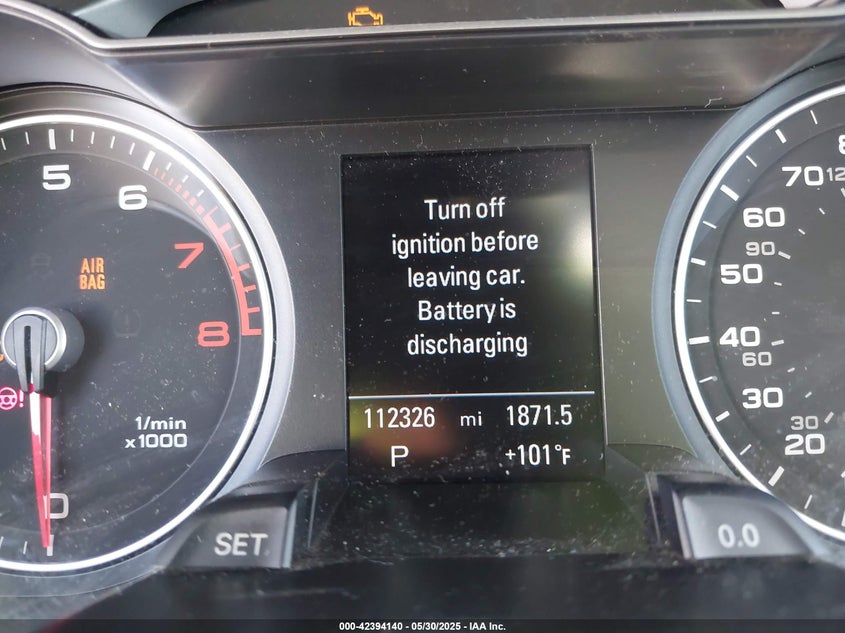 Turn off
ignition before
leaving car.
Battery is
discharging
112326 mi 1871.5
P +101°F
5
6
7
8
AIR
BAG
1/min
x1000
0
SET
70
60
90
50
40
60
30
30
20
0.0
000-42394140 - 05/30/2025 - IAA Inc.